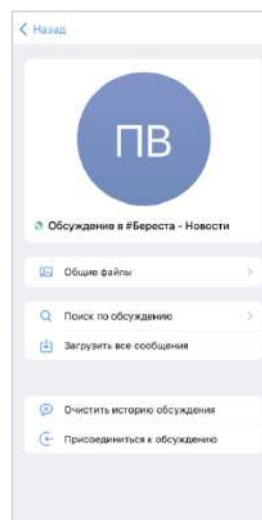 Назад
ПВ
Обсуждение в #Береста - Новости
Общие файлы
Поиск по обсуждению
Загрузить все сообщения
Очистить историю обсуждения
Присоединиться к обсуждению